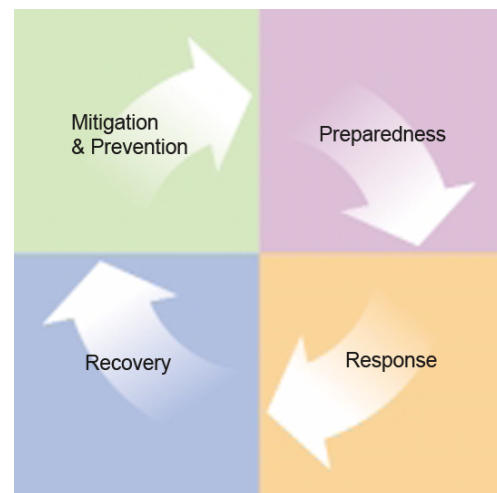 Mitigation
& Prevention
Preparedness
Recovery
Response